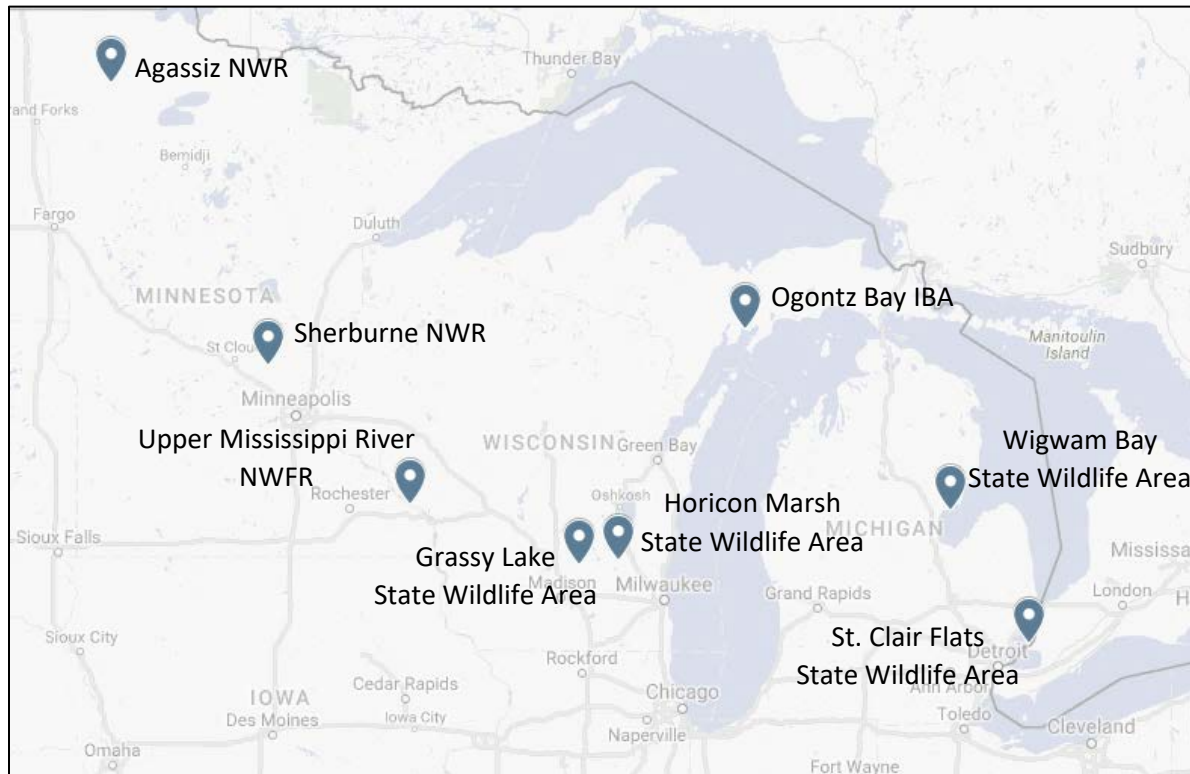 Thunder Bay
Agassiz NWR
and Forks
Bemidji
Fargo
Duluth
Sudbury
MINNESOTA
Ogontz Bay IBA
Sherburne NWR
St Clou
Manitoulin
Island
Minneapolis
Upper Mississippi River
NWFR
WISCONSIN
Green Bay
Wigwam Bay
State Wildlife Area
Rochester
Oshkosh
Horicon Marsh
State Wildlife Area
MICHIGAN
Sioux Falls
Grassy Lake
State Wildlife Area
Mississa
Madison
Milwaukee
Grand Rapids
London
H
St. Clair Flats
State Wildlife Area
Detroit
Sioux City
Rockford
Ann Arbor
Cedar Rapids
Chicago
IOWA
Des Moines
Iowa City
Naperville
Toledo
Cleveland
Omaha
Fort Wayne